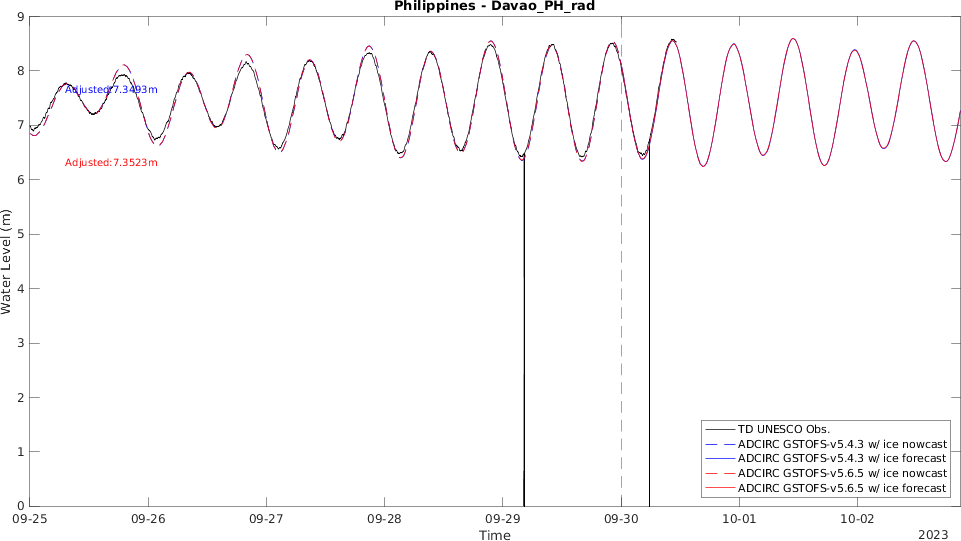 Philippines - Davao_PH_rad
9
8
7
6
5
4
3
2
1
0
Water Level (m)
Adjusted:7.3493m
Adjusted:7.3523m
TD UNESCO Obs.
ADCIRC GSTOFS-v5.4.3 w/ ice nowcast
ADCIRC GSTOFS-v5.4.3 w/ ice forecast
ADCIRC GSTOFS-v5.6.5 w/ ice nowcast
ADCIRC GSTOFS-v5.6.5 w/ ice forecast
09-25 09-26 09-27 09-28 09-29 09-30 10-01 10-02
Time
2023